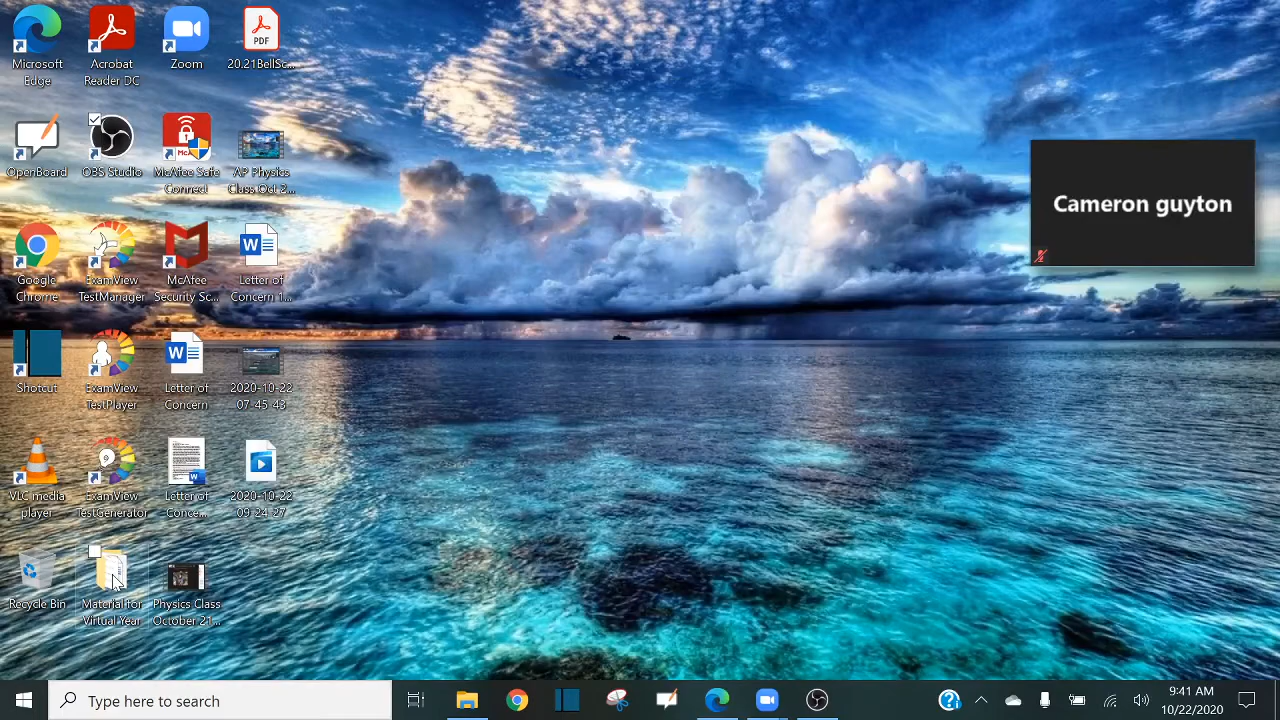 Microsoft
Edge
Acrobat
Reader DC
Zoom
PDF
20.21BellSc...
OpenBoard
OBS Studio
McAfee Safe
Connect
AP Physics
Class Oct 2...
Cameron guyton
Google
Chrome
ExamView
TestManager
McAfee
Security Sc...
Letter of
Concern 1...
Shotcut
ExamView
TestPlayer
Letter of
Concern
2020-10-22
07-45-43
VLC media
player
ExamView
TestGenerator
Letter of
Conce...
2020-10-22
09-24-27
Recycle Bin
Material for
Virtual Year
Physics Class
October 21...
Type here to search
9:41 AM
10/22/2020